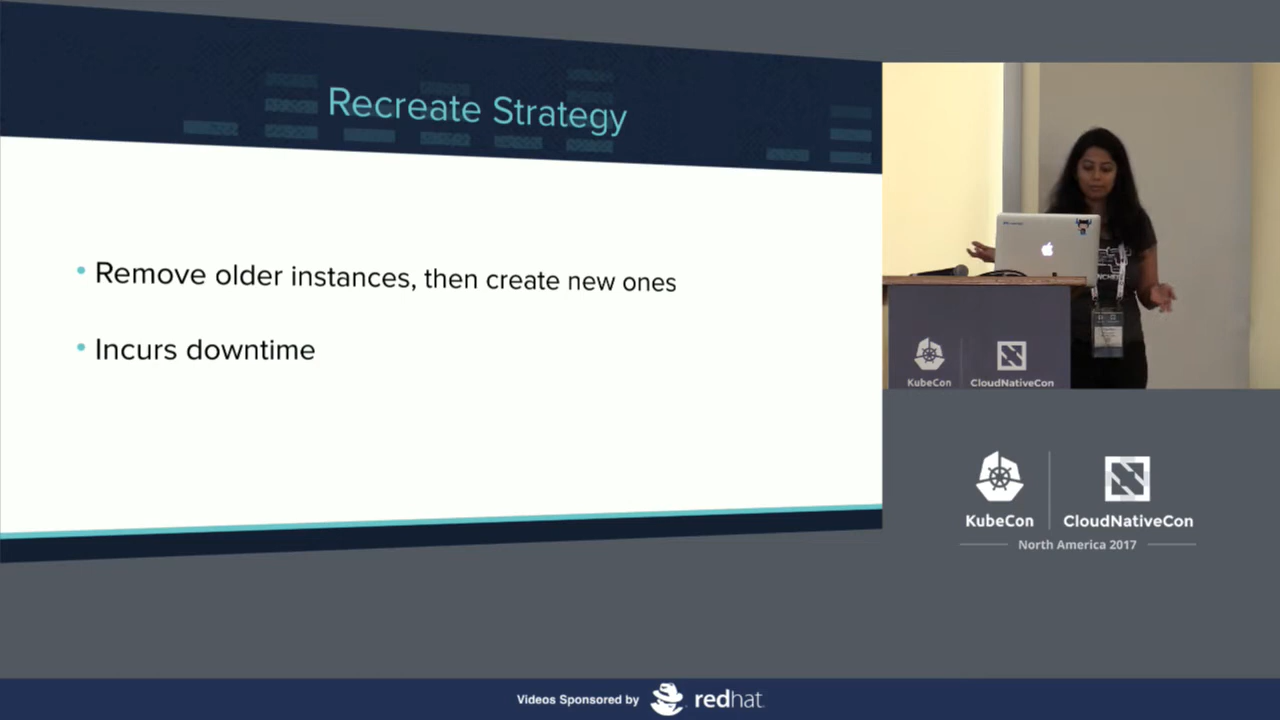 Recreate Strategy
• Remove older instances, then create new ones
• Incurs downtime
KubeCon
CloudNativeCon
KubeCon
CloudNativeCon
North America 2017
Videos Sponsored by
redhat